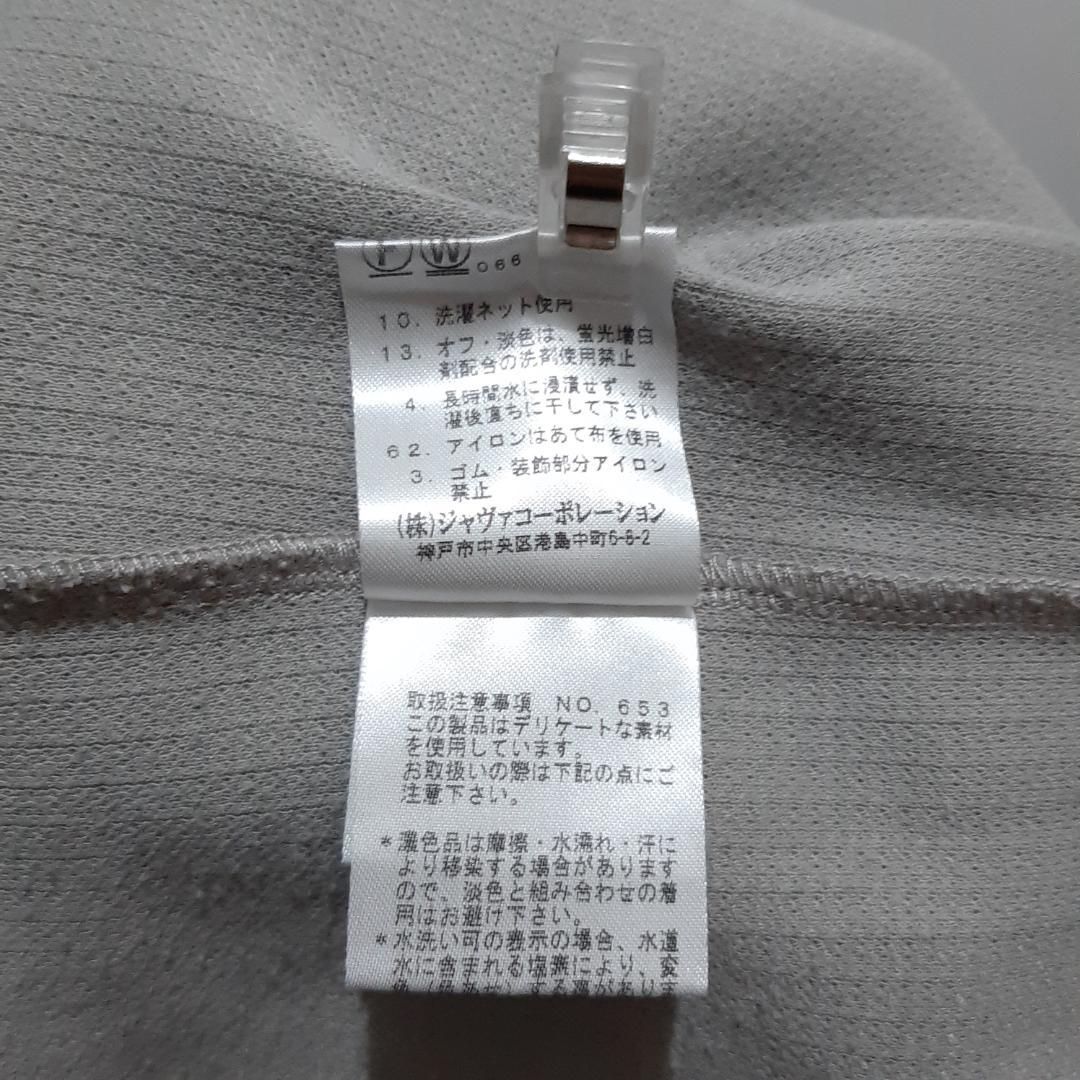 Ⓕ Ⓦ 066
10. 洗濯ネット使用
13. オフ・淡色は、蛍光増白
剤配合の洗剤使用禁止
4. 長時間水に浸漬せず、洗
濯後直ちに干して下さい
62. アイロンはあて布を使用
3. ゴム・装飾部分アイロン
禁止
(株)ジャヴァコーポレーション
神戸市中央区港島中町6-8-2
取扱注意事項 NO. 653
この製品はデリケートな素材
を使用しています。
お取扱いの際は下記の点にご
注意下さい。
*濃色品は摩擦・水濡れ・汗に
より移染する場合があります
ので、淡色と組み合わせの着
用はお避け下さい。
*水洗い可の表示の場合、水道
水に含まれる塩素により、変